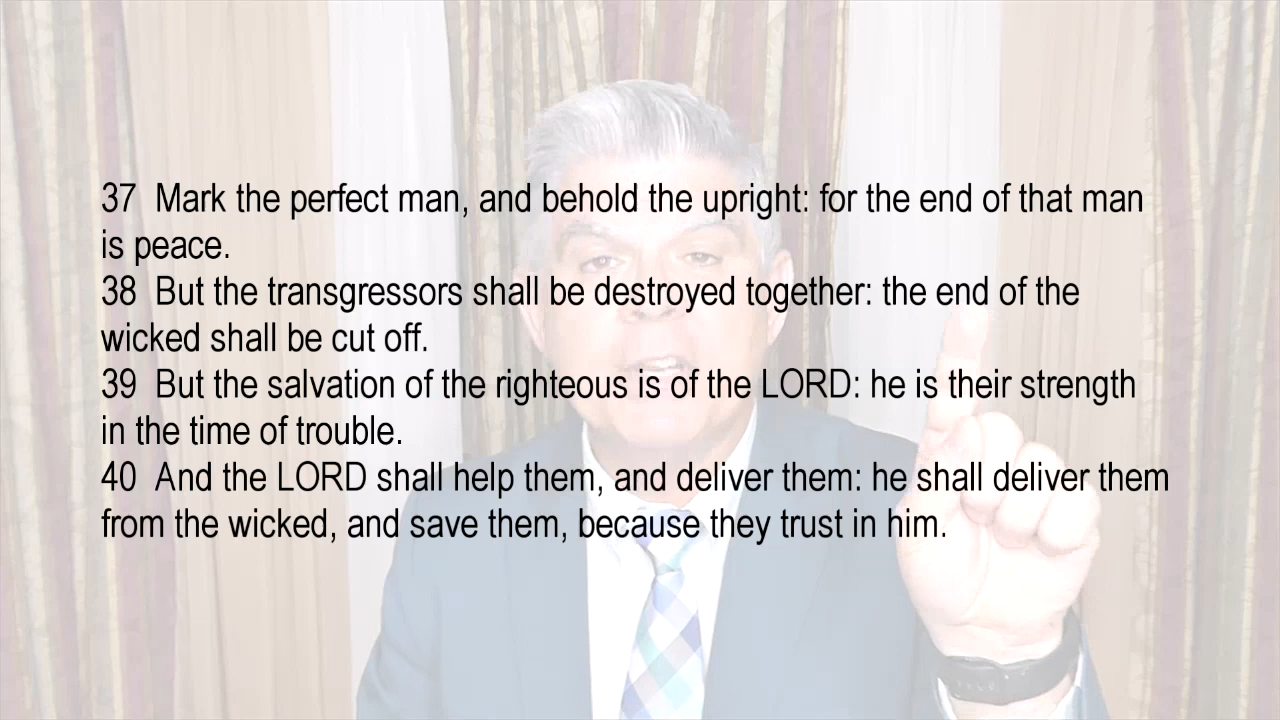 37 Mark the perfect man, and behold the upright: for the end of that man
is peace.
38 But the transgressors shall be destroyed together: the end of the
wicked shall be cut off.
39 But the salvation of the righteous is of the LORD: he is their strength
in the time of trouble.
40 And the LORD shall help them, and deliver them: he shall deliver them
from the wicked, and save them, because they trust in him.